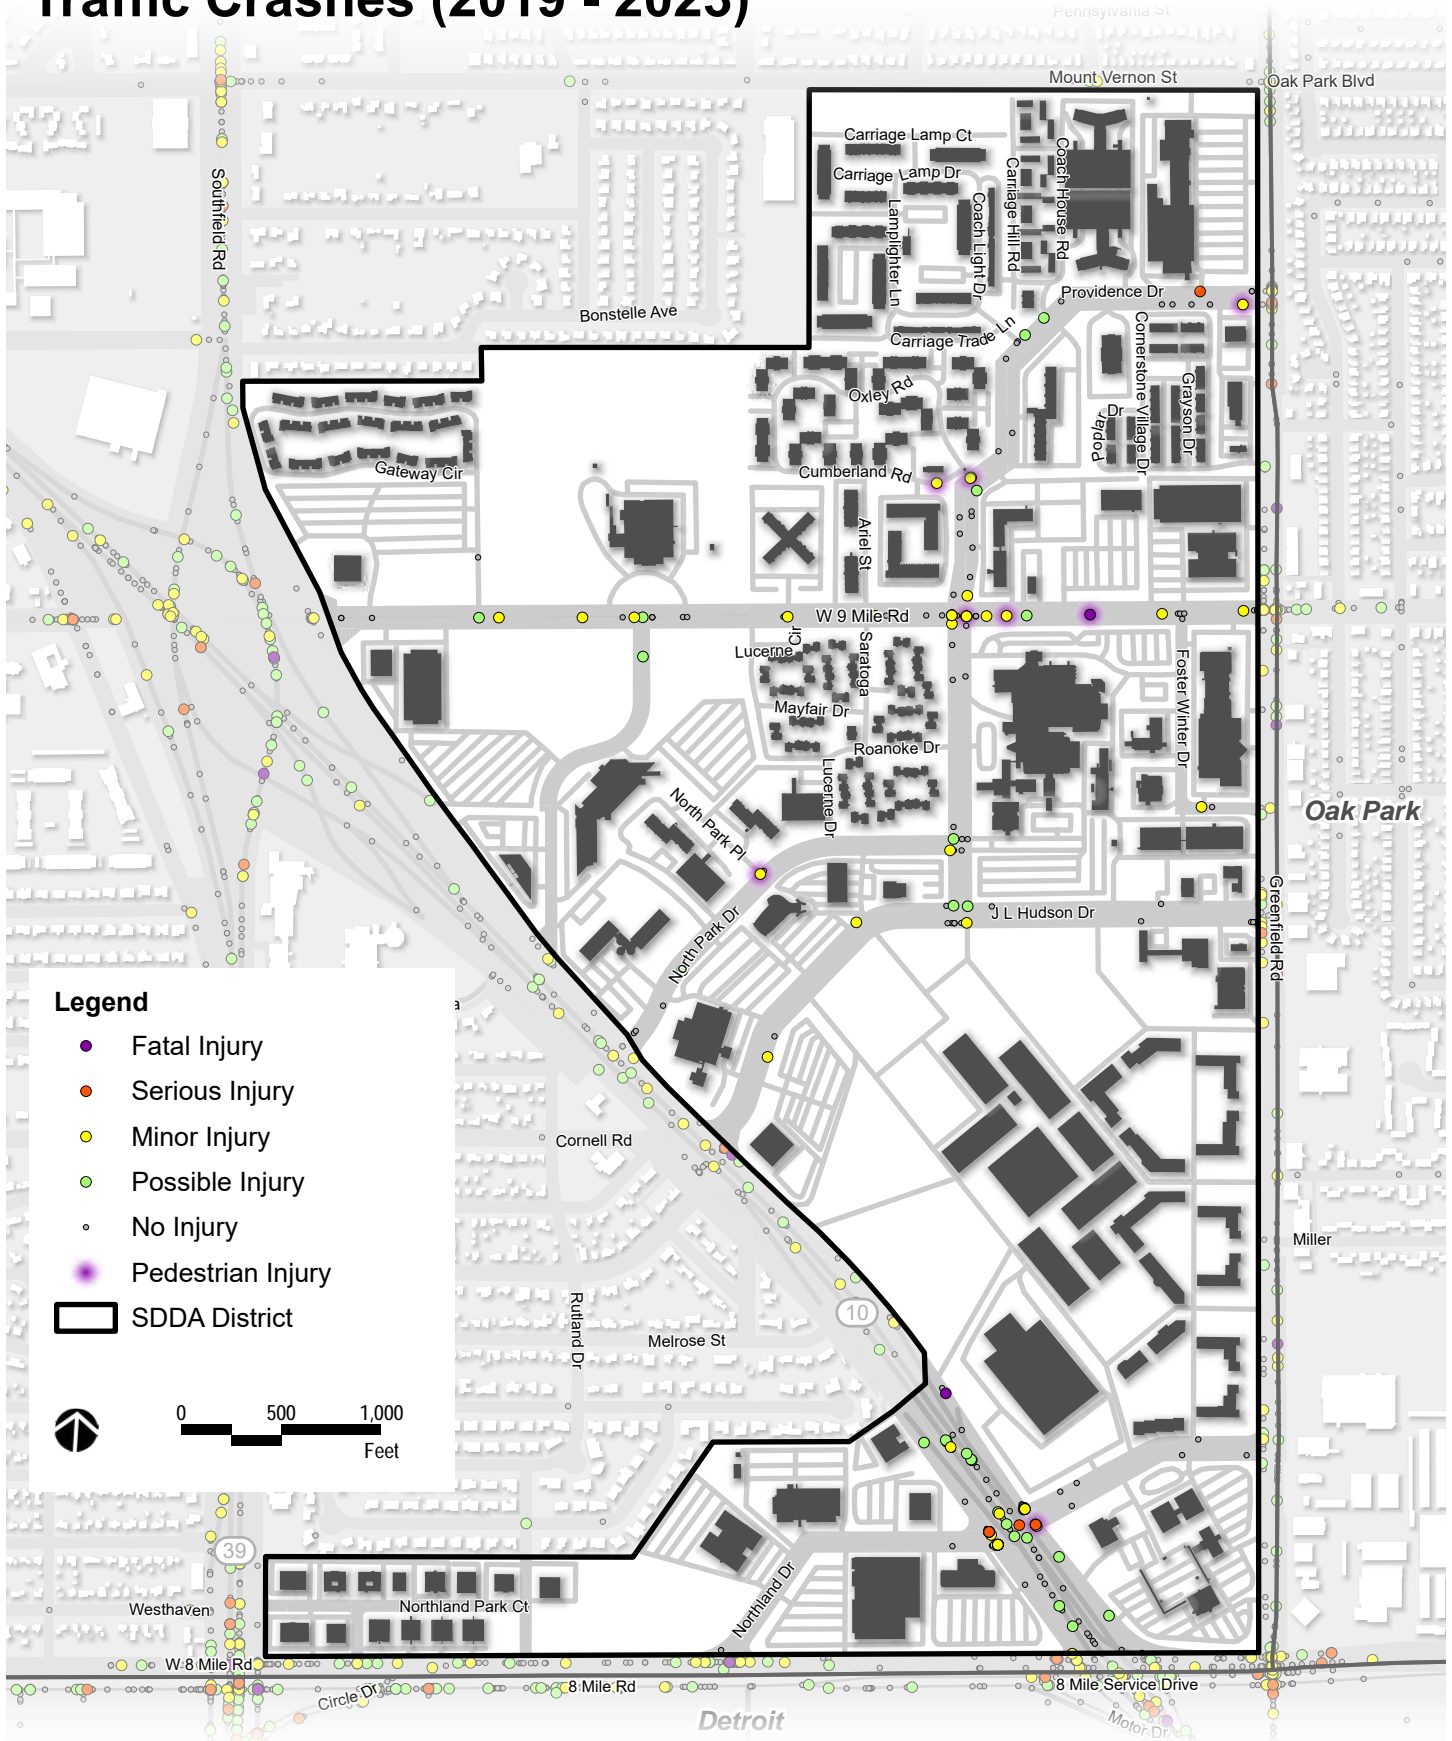 Traffic Crashes (2019 - 2023)
Pennsylvania St
Mount Vernon St
Oak Park Blvd
Carriage Lamp Ct
Carriage Lamp Dr
Lamplighter Ln
Coach Light Dr
Carriage Hill Rd
Coach House Rd
Southfield Rd
Providence Dr
Bonstelle Ave
Carriage Trade Ln
Cornerstone Village Dr
Grayson Dr
Poplar Dr
Oxley Rd
Gateway Cir
Cumberland Rd
Ariel St
W 9 Mile Rd
Lucerne Cir
Saratoga
Foster Winter Dr
Mayfair Dr
Roanoke Dr
Lucerne Dr
North Park Pl
Oak Park
North Park Dr
J L Hudson Dr
Greenfield Rd
a
Legend
Fatal Injury
Serious Injury
Minor Injury
Possible Injury
No Injury
Pedestrian Injury
SDDA District
0 500 1,000
Feet
Cornell Rd
Miller
10
Rutland Dr
Melrose St
39
Northland Dr
Westhaven
Northland Park Ct
W 8 Mile Rd
Circle Dr
8 Mile Rd
8 Mile Service Drive
Detroit
Motor Dr